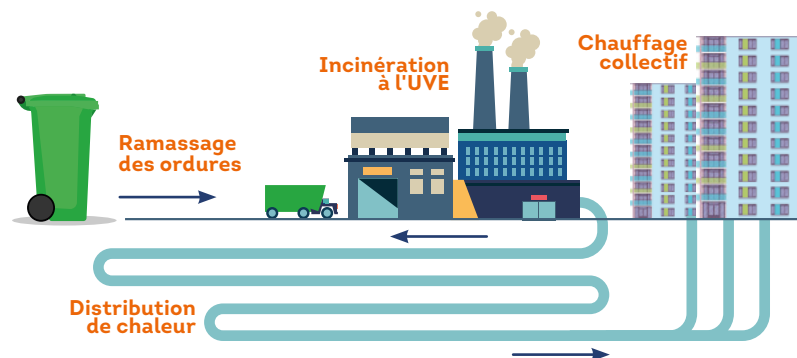 Ramassage
des ordures
Incinération
à l'UVE
Chauffage
collectif
Distribution
de chaleur